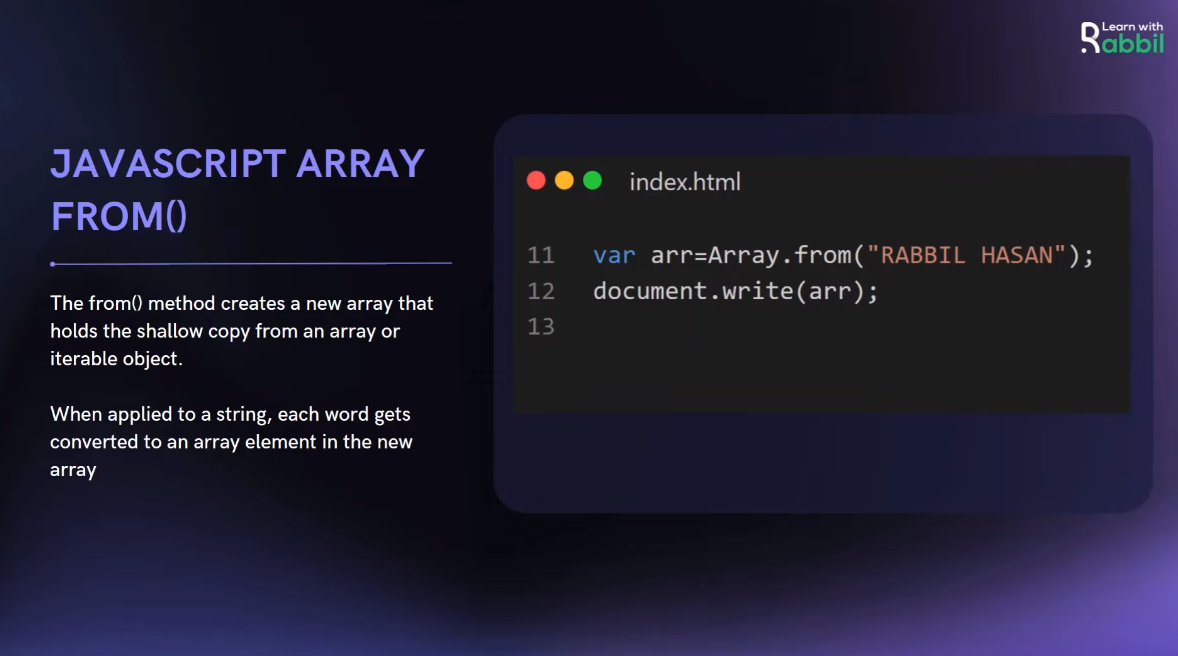 Learn with
Rabbil
JAVASCRIPT ARRAY
FROM()
The from() method creates a new array that
holds the shallow copy from an array or
iterable object.
When applied to a string, each word gets
converted to an array element in the new
array
index.html
11 var arr=Array.from("RABBIL HASAN");
12 document.write(arr);
13